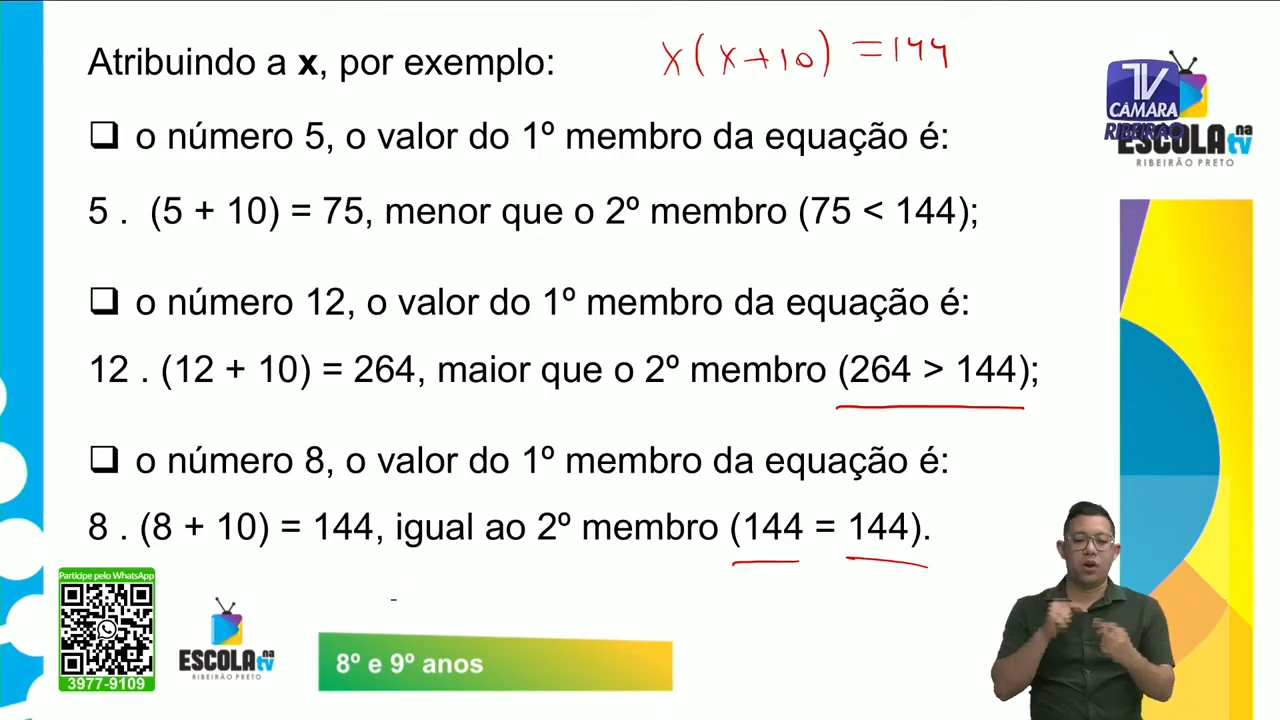 Atribuindo a x, por exemplo:
x(x+10) = 144
❑ o número 5, o valor do 1º membro da equação é:
5 . (5 + 10) = 75, menor que o 2º membro (75 < 144);
❑ o número 12, o valor do 1º membro da equação é:
12 . (12 + 10) = 264, maior que o 2º membro (264 > 144);
❑ o número 8, o valor do 1º membro da equação é:
8 . (8 + 10) = 144, igual ao 2º membro (144 = 144).
TV
CÂMARA
RIBEIRÃO
ESCOLA na tv
RIBEIRÃO PRETO
Participe pelo WhatsApp
3977-9109
ESCOLA na tv
RIBEIRÃO PRETO
8º e 9º anos